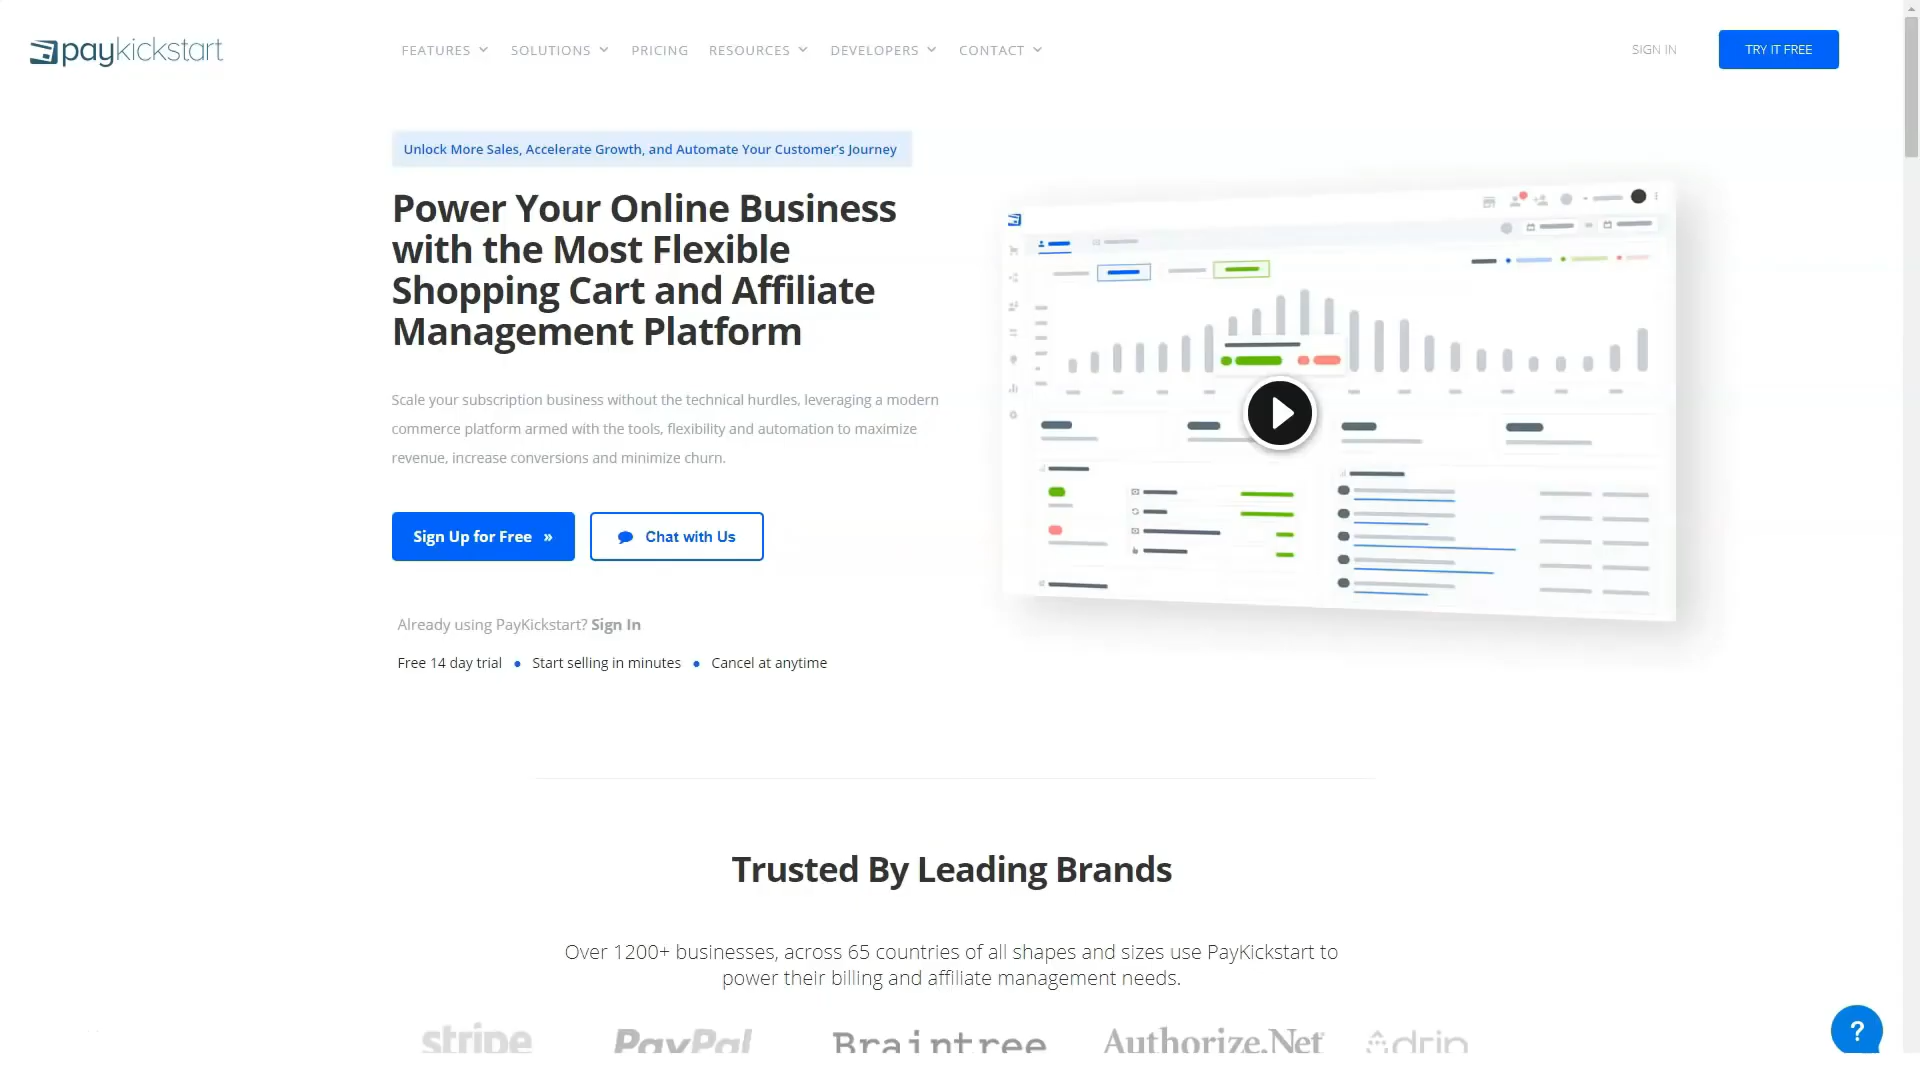 paykickstart
FEATURES
SOLUTIONS
PRICING
RESOURCES
DEVELOPERS
CONTACT
SIGN IN
TRY IT FREE
Unlock More Sales, Accelerate Growth, and Automate Your Customer's Journey
Power Your Online Business
with the Most Flexible
Shopping Cart and Affiliate
Management Platform
Scale your subscription business without the technical hurdles, leveraging a modern
commerce platform armed with the tools, flexibility and automation to maximize
revenue, increase conversions and minimize churn.
Sign Up for Free »
Chat with Us
Already using PayKickstart? Sign In
Free 14 day trial • Start selling in minutes • Cancel at anytime
Trusted By Leading Brands
Over 1200+ businesses, across 65 countries of all shapes and sizes use PayKickstart to
power their billing and affiliate management needs.
stripe
PayPal
Braintree
Authorize.Net
drip
?